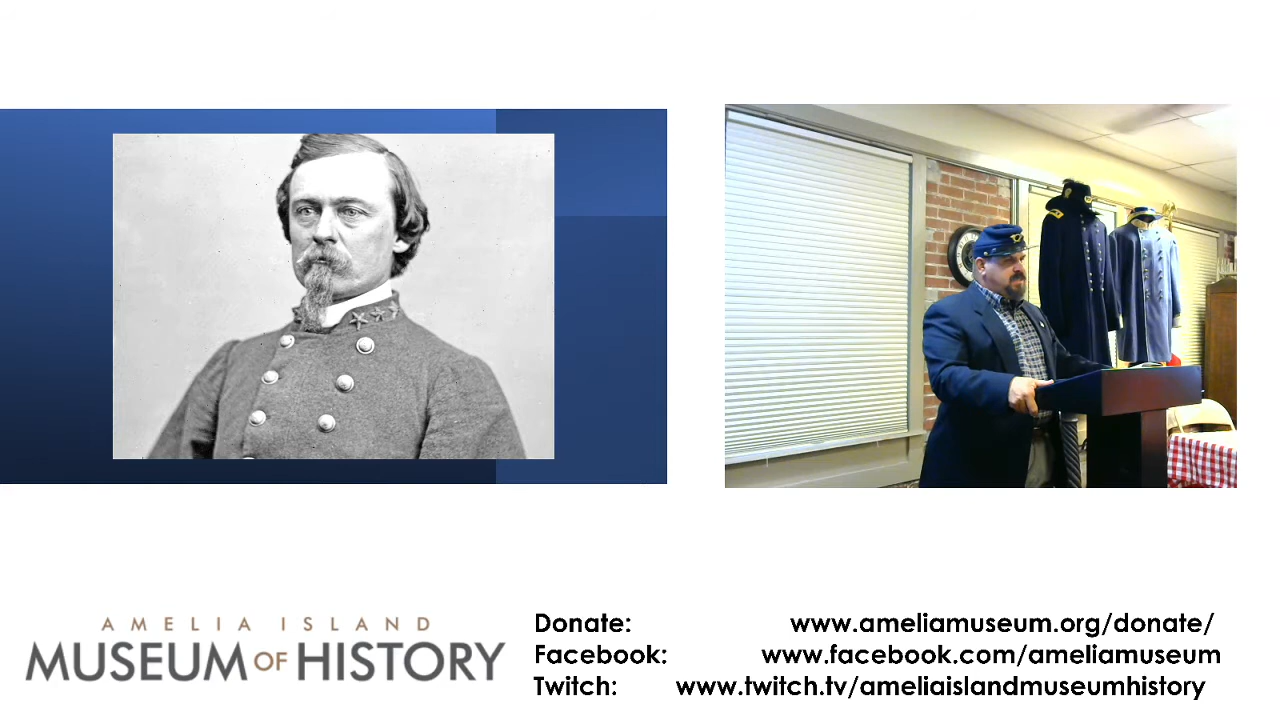 AMELIA ISLAND
MUSEUM OF HISTORY
Donate: www.ameliamuseum.org/donate/
Facebook: www.facebook.com/ameliamuseum
Twitch: www.twitch.tv/ameliaislandmuseumhistory